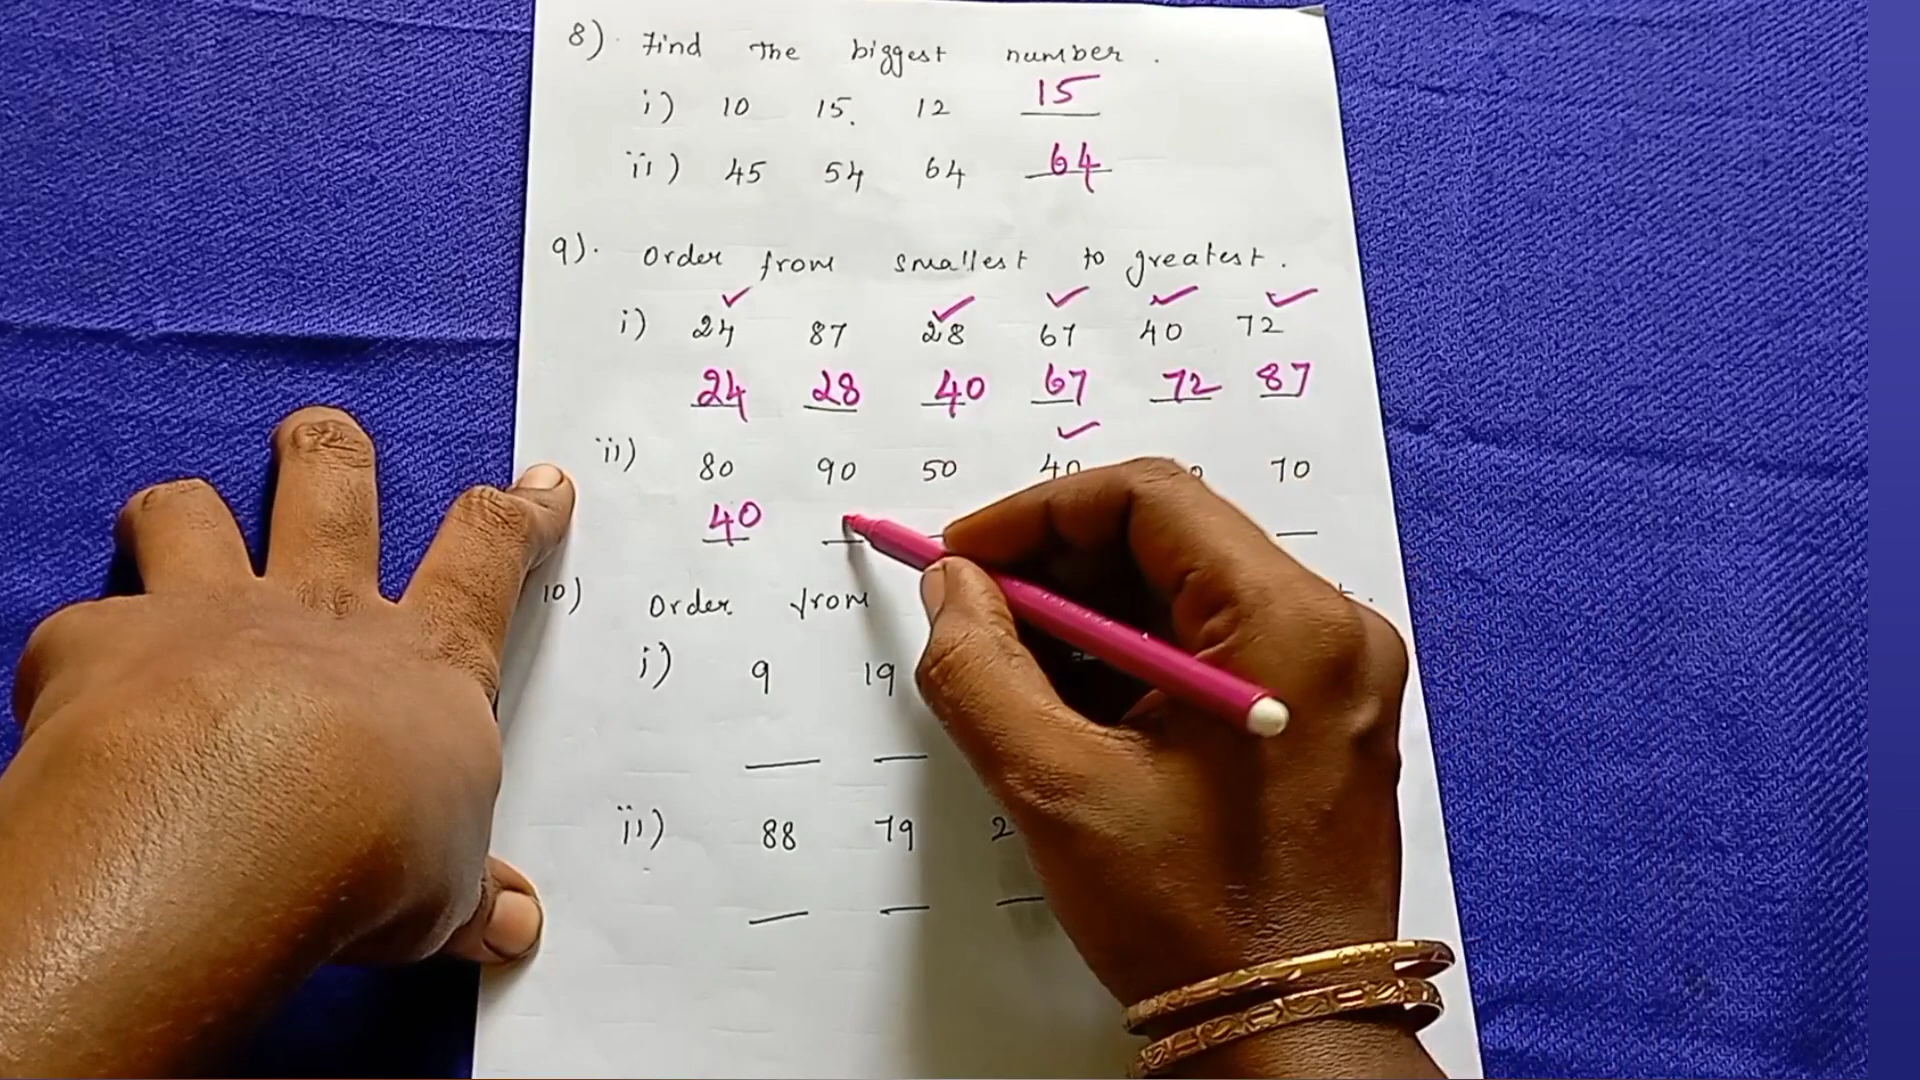 8). Find The biggest number.
i) 10 15. 12 15
ii) 45 54 64 64
9). Order from smallest to greatest.
i) 24 87 28 67 40 72
24 28 40 67 72 87
ii) 80 90 50 40 70
40
10) Order from
i) 9 19
ii) 88 79 2